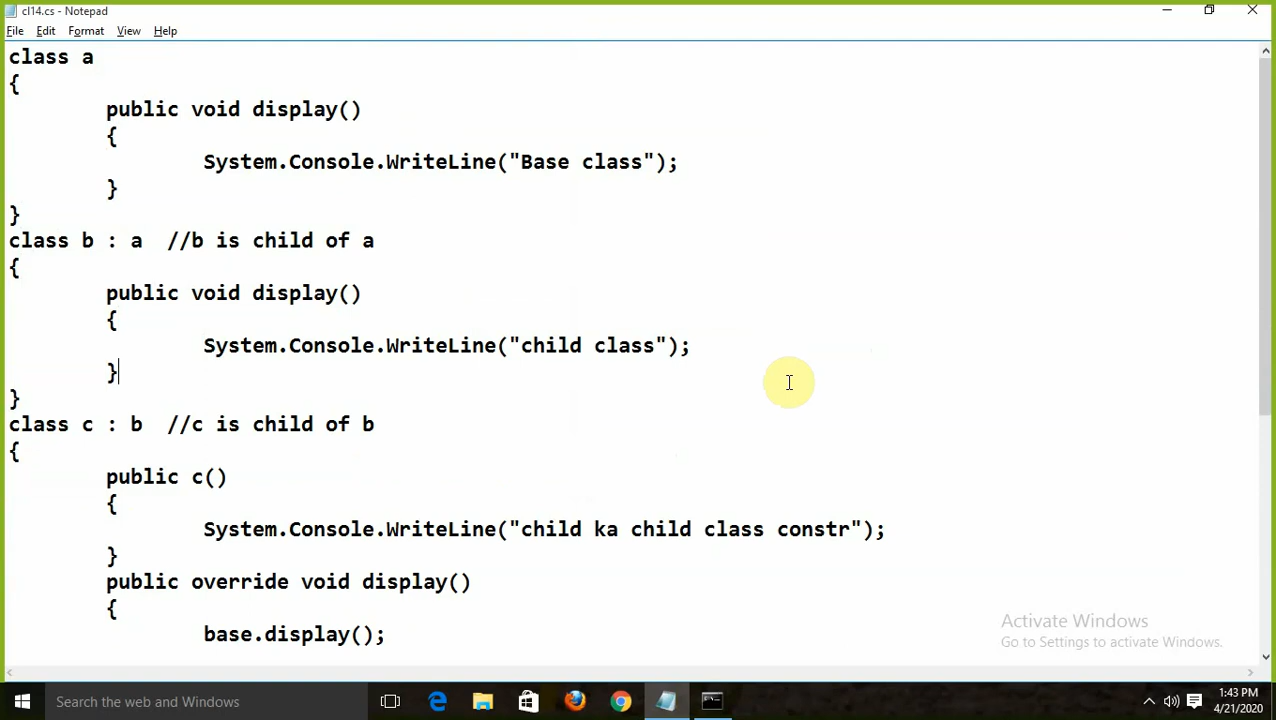 cl14.cs - Notepad
File Edit Format View Help
class a
{
public void display()
{
System.Console.WriteLine("Base class");
}
}
class b : a  //b is child of a
{
public void display()
{
System.Console.WriteLine("child class");
}
}
class c : b  //c is child of b
{
public c()
{
System.Console.WriteLine("child ka child class constr");
}
public override void display()
{
base.display();
Activate Windows
Go to Settings to activate Windows.
Search the web and Windows
1:43 PM
4/21/2020